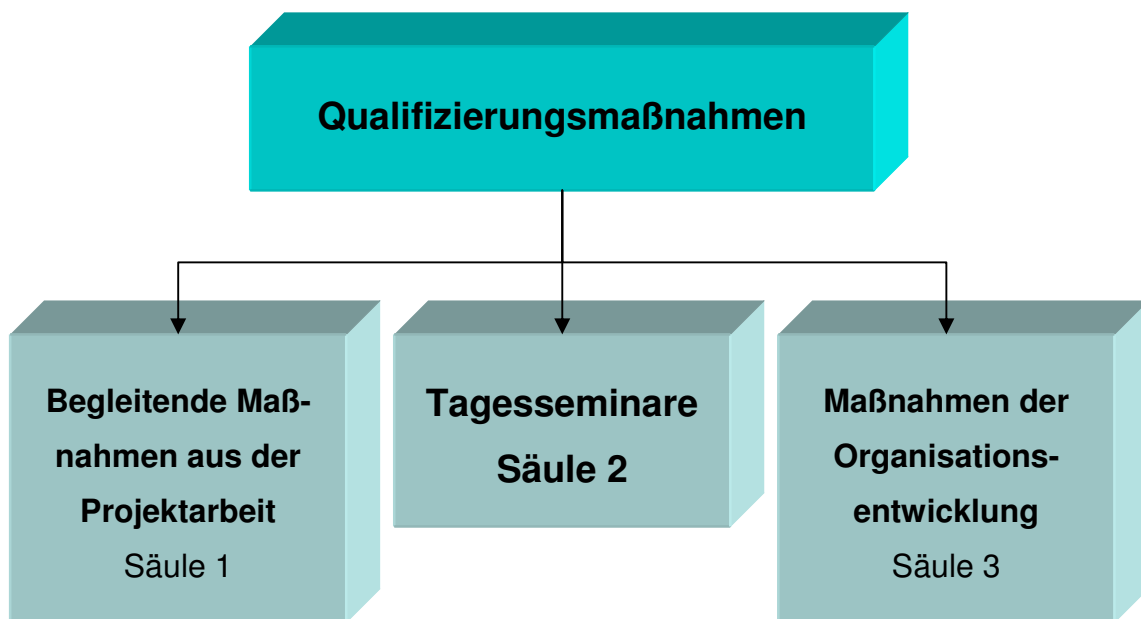 Qualifizierungsmaßnahmen
Begleitende Maß-
nahmen aus der
Projektarbeit
Säule 1
Tagesseminare
Säule 2
Maßnahmen der
Organisations-
entwicklung
Säule 3